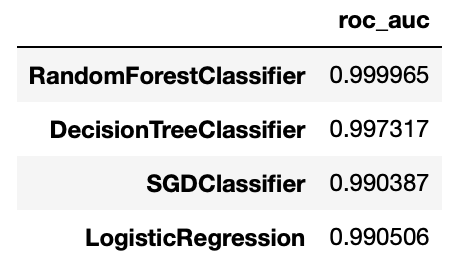 roc_auc
RandomForestClassifier 0.999965
DecisionTreeClassifier 0.997317
SGDClassifier 0.990387
LogisticRegression 0.990506